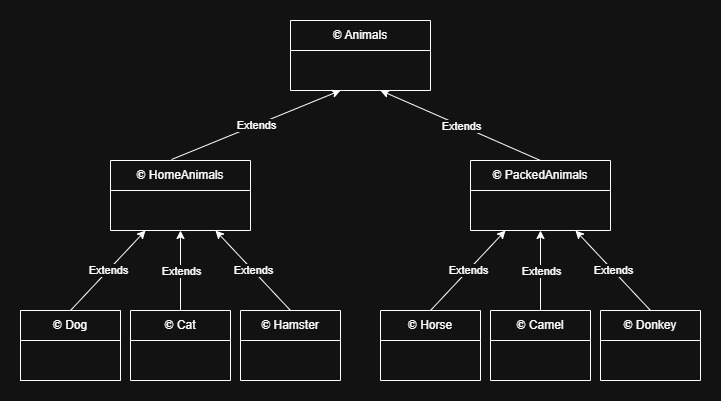 © Animals
Extends
Extends
© HomeAnimals
© PackedAnimals
Extends
Extends
Extends
Extends
Extends
Extends
© Dog
© Cat
© Hamster
© Horse
© Camel
© Donkey